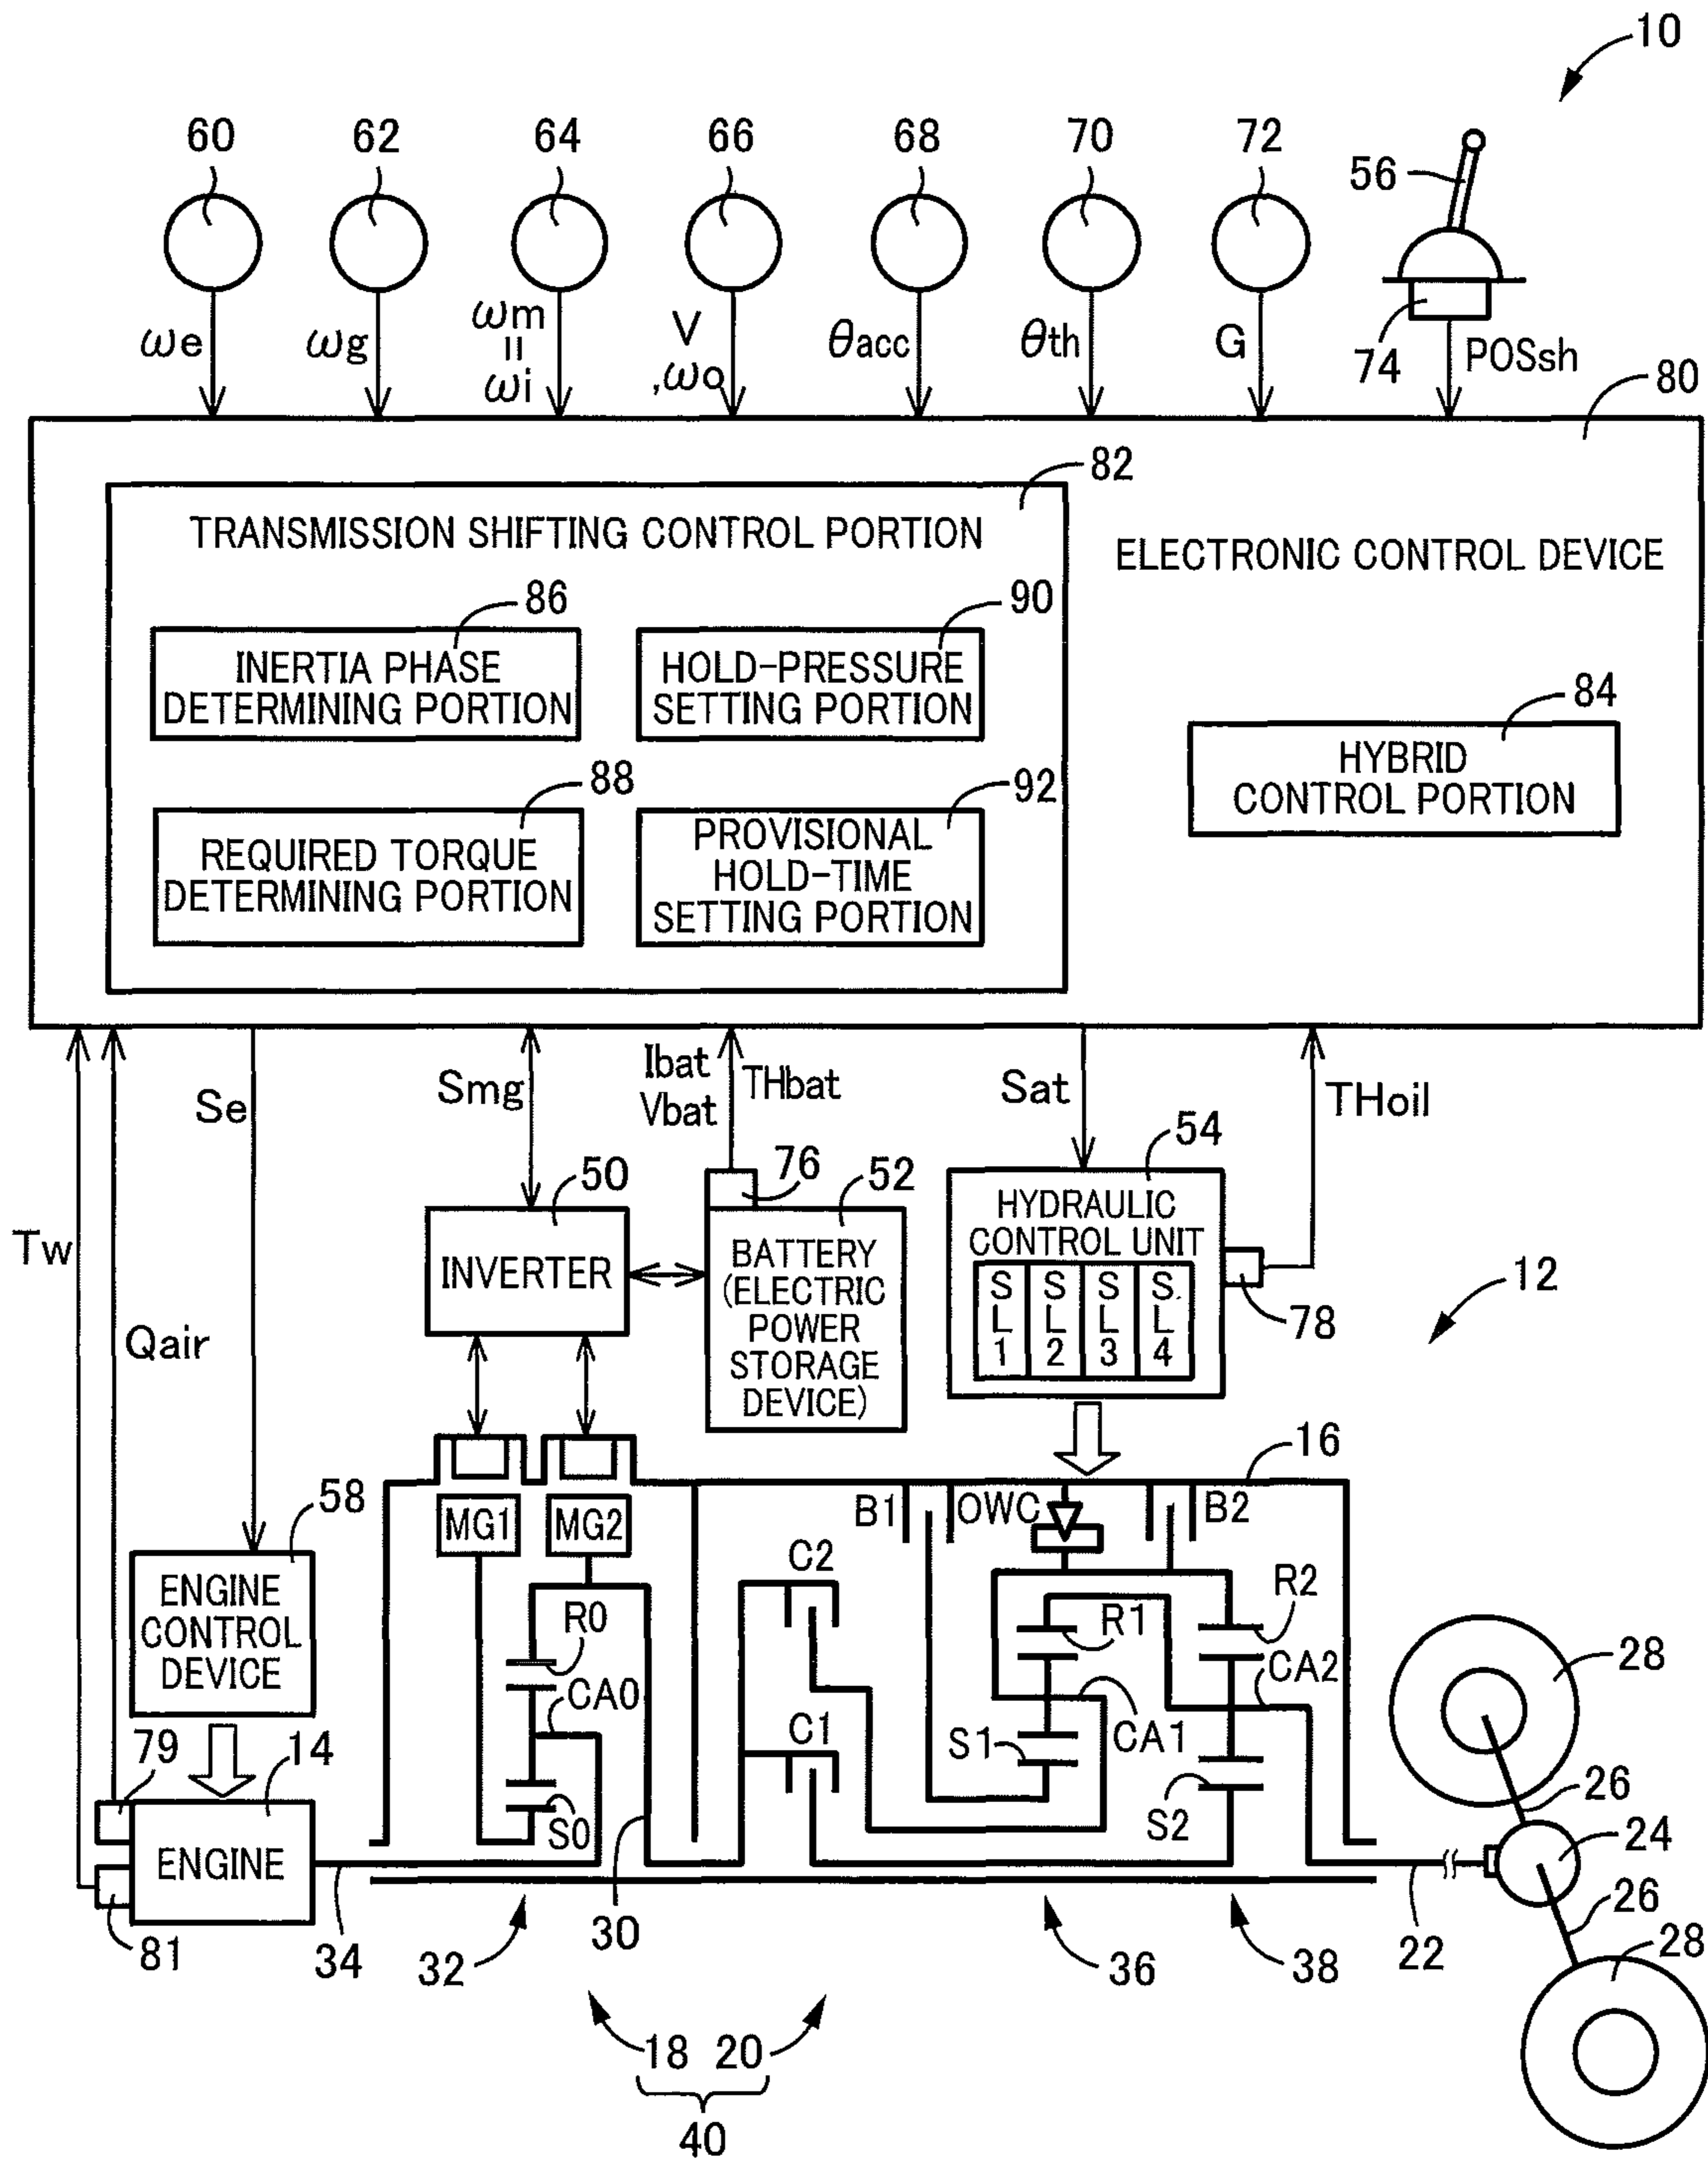 10
60
62
64
66
68
70
72
56
ωe
ωg
ωm
=
ωi
V
,ωo
θacc
θth
G
74
POSsh
80
82
TRANSMISSION SHIFTING CONTROL PORTION
ELECTRONIC CONTROL DEVICE
86
INERTIA PHASE
DETERMINING PORTION
90
HOLD-PRESSURE
SETTING PORTION
84
HYBRID
CONTROL PORTION
88
REQUIRED TORQUE
DETERMINING PORTION
92
PROVISIONAL
HOLD-TIME
SETTING PORTION
Tw
Qair
Se
Smg
Ibat
Vbat
THbat
Sat
THoil
50
INVERTER
76
52
BATTERY
(ELECTRIC
POWER
STORAGE
DEVICE)
54
HYDRAULIC
CONTROL UNIT
SL1
SL2
SL3
SL4
78
12
16
58
ENGINE
CONTROL
DEVICE
MG1
MG2
B1
OWC
B2
C2
R0
CA0
S0
C1
R1
R2
CA2
CA1
S1
S2
28
79
14
ENGINE
81
34
32
30
36
38
22
26
24
26
28
18 20
40